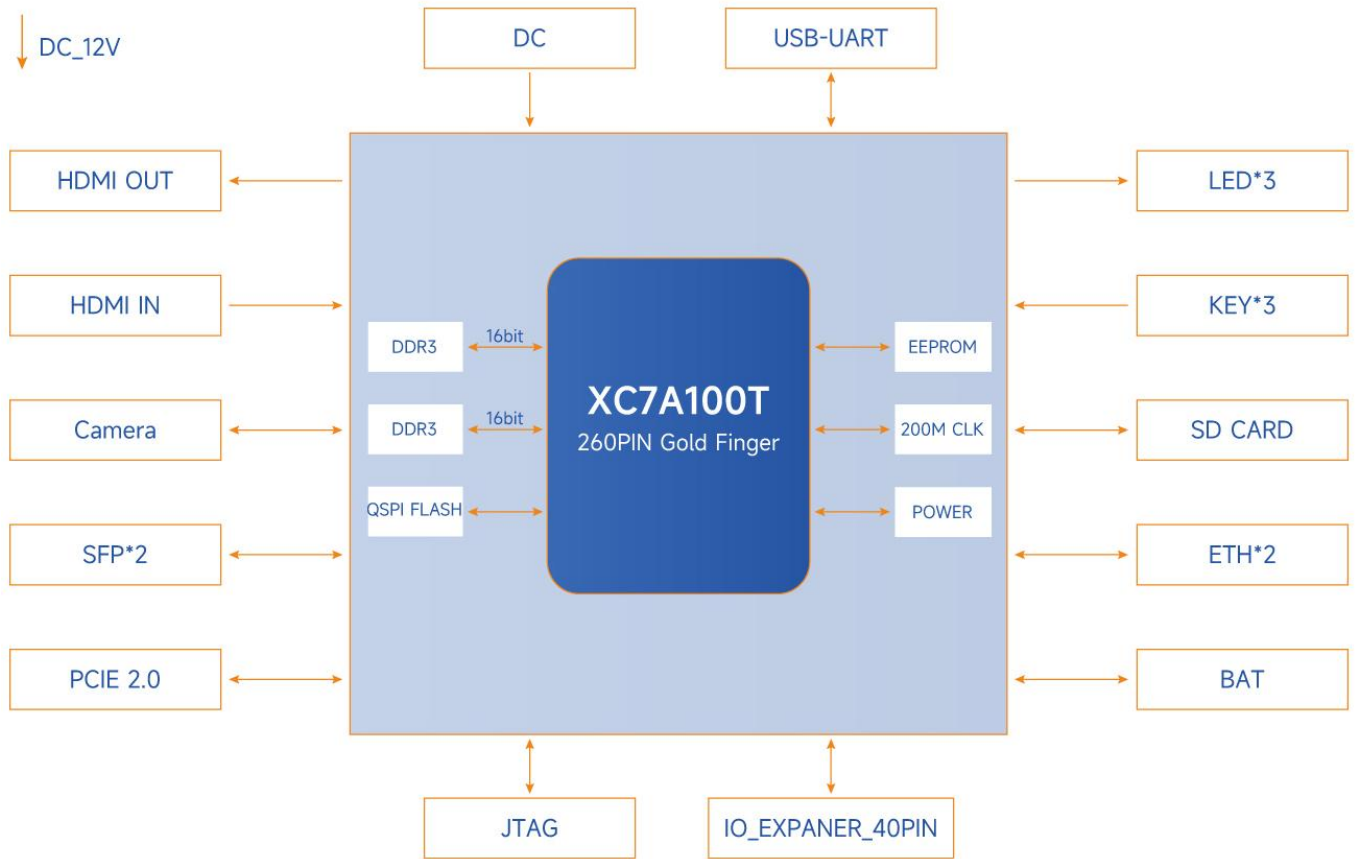 DC_12V
DC
USB-UART
HDMI OUT
LED*3
HDMI IN
KEY*3
DDR3
16bit
EEPROM
XC7A100T
Camera
DDR3
16bit
260PIN Gold Finger
200M CLK
SD CARD
QSPI FLASH
POWER
SFP*2
ETH*2
PCIE 2.0
BAT
JTAG
IO_EXPANER_40PIN